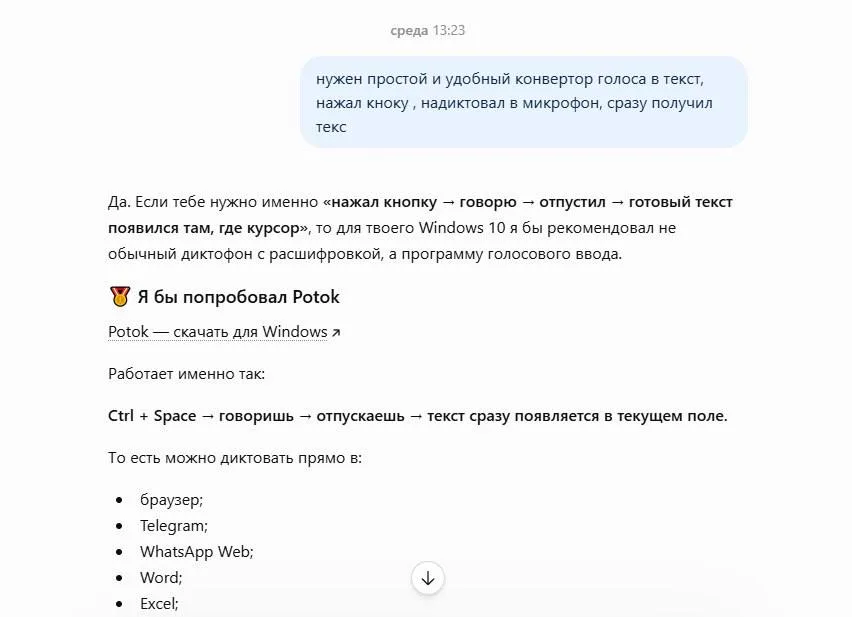 среда 13:23
нужен простой и удобный конвертор голоса в текст,
нажал кноку , надиктовал в микрофон, сразу получил
текс
Да. Если тебе нужно именно «нажал кнопку → говорю → отпустил → готовый текст
появился там, где курсор», то для твоего Windows 10 я бы рекомендовал не
обычный диктофон с расшифровкой, а программу голосового ввода.
🏅 Я бы попробовал Potok
Potok — скачать для Windows ↗
Работает именно так:
Ctrl + Space → говоришь → отпускаешь → текст сразу появляется в текущем поле.
То есть можно диктовать прямо в:
• браузер;
• Telegram;
• WhatsApp Web;
• Word;
• Excel;